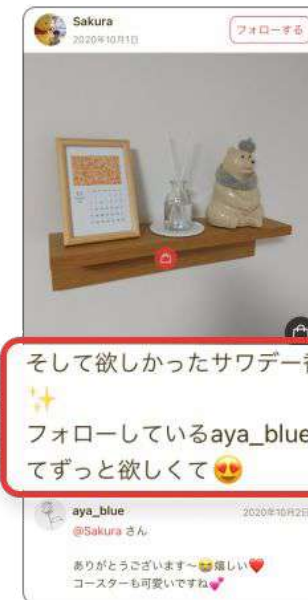 Sakura
2020年10月1日
フォローする
そして欲しかったサワデー香
✨
フォローしているaya_blue
てずっと欲しくて😍
aya_blue
2020年10月2日
@Sakura さん
ありがとうございます〜😂嬉しい❤️
コースターも可愛いですね💕